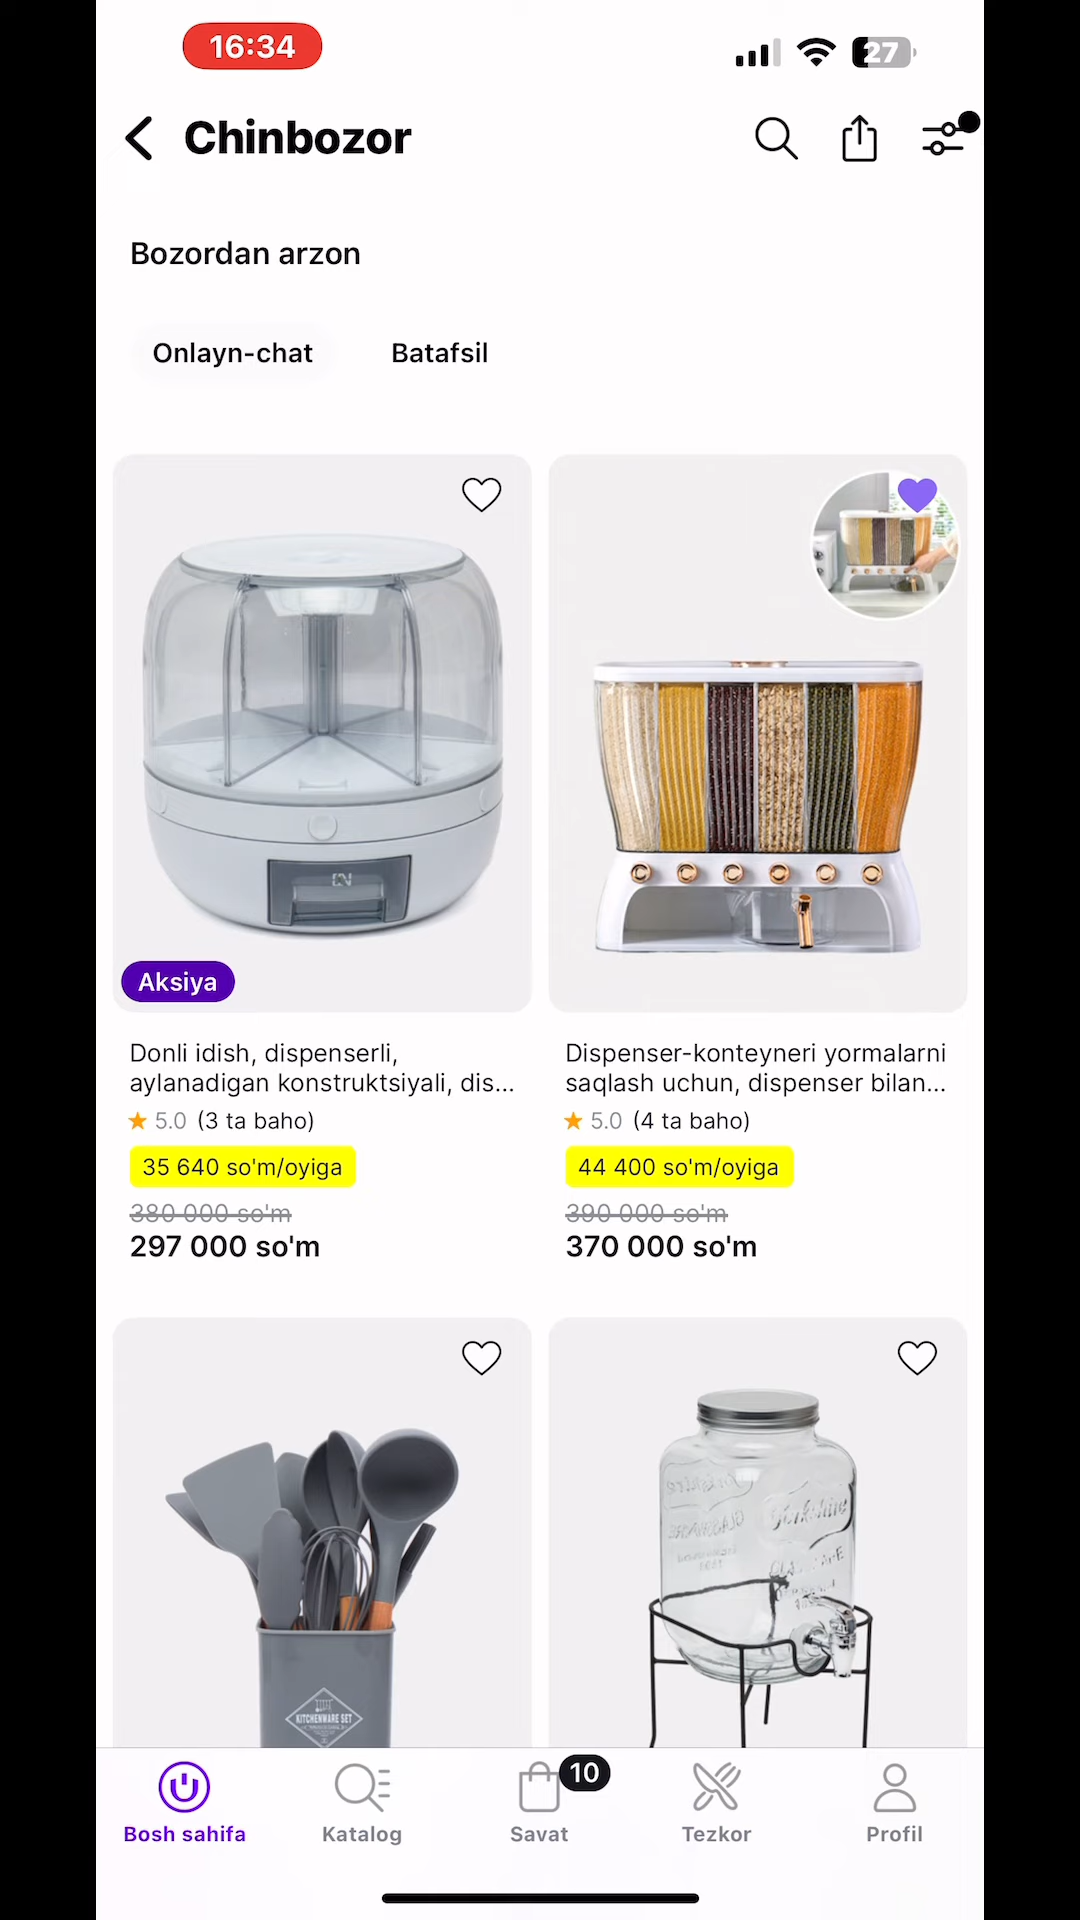 16:34
27
Chinbozor
Bozordan arzon
Onlayn-chat
Batafsil
Aksiya
Donli idish, dispenserli,
aylanadigan konstruktsiyali, dis...
5.0 (3 ta baho)
35 640 so'm/oyiga
380 000 so'm
297 000 so'm
Dispenser-konteyneri yormalarni
saqlash uchun, dispenser bilan...
5.0 (4 ta baho)
44 400 so'm/oyiga
390 000 so'm
370 000 so'm
KITCHENWARE SET
Yorkshire
10
Bosh sahifa
Katalog
Savat
Tezkor
Profil